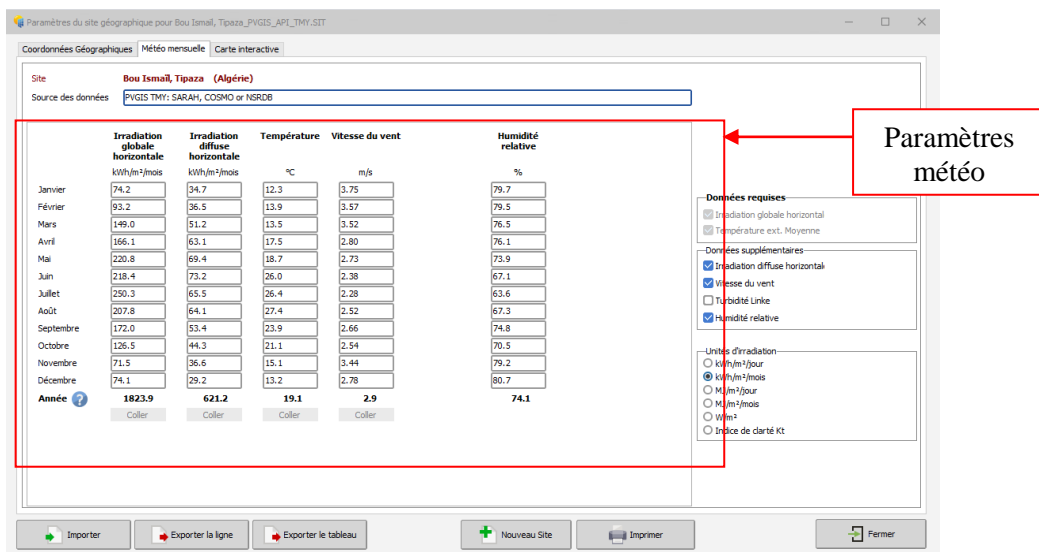 Paramètres du site géographique pour Bou Ismail, Tipaza_PVGIS_API_TMY.SIT
Coordonnées Géographiques Météo mensuelle Carte interactive
Site Bou Ismaïl, Tipaza (Algérie)
Source des données PVGIS TMY: SARAH, COSMO or NSRDB
Paramètres
météo
Irradiation Irradiation Température Vitesse du vent Humidité
globale diffuse relative
horizontale horizontale
kWh/m²/mois kWh/m²/mois °C m/s %
Janvier 74.2 34.7 12.3 3.75 79.7
Février 93.2 36.5 13.9 3.57 79.5
Mars 149.0 51.2 13.5 3.52 76.5
Avril 166.1 63.1 17.5 2.80 76.1
Mai 220.8 69.4 18.7 2.73 73.9
Juin 218.4 73.2 26.0 2.38 67.1
Juillet 250.3 65.5 26.4 2.28 63.6
Août 207.8 64.1 27.4 2.52 67.3
Septembre 172.0 53.4 23.9 2.66 74.8
Octobre 126.5 44.3 21.1 2.54 70.5
Novembre 71.5 36.6 15.1 3.44 79.2
Décembre 74.1 29.2 13.2 2.78 80.7
Année ? 1823.9 621.2 19.1 2.9 74.1
Coller Coller Coller Coller
Données requises
Irradiation globale horizontal
Température ext. Moyenne
Données supplémentaires
Irradiation diffuse horizontale
Vitesse du vent
Turbidité Linke
Humidité relative
Unités d'irradiation
kWh/m²/jour
kWh/m²/mois
MJ/m²/jour
MJ/m²/mois
W/m²
Indice de clarté Kt
Importer Exporter la ligne Exporter le tableau Nouveau Site Imprimer Fermer